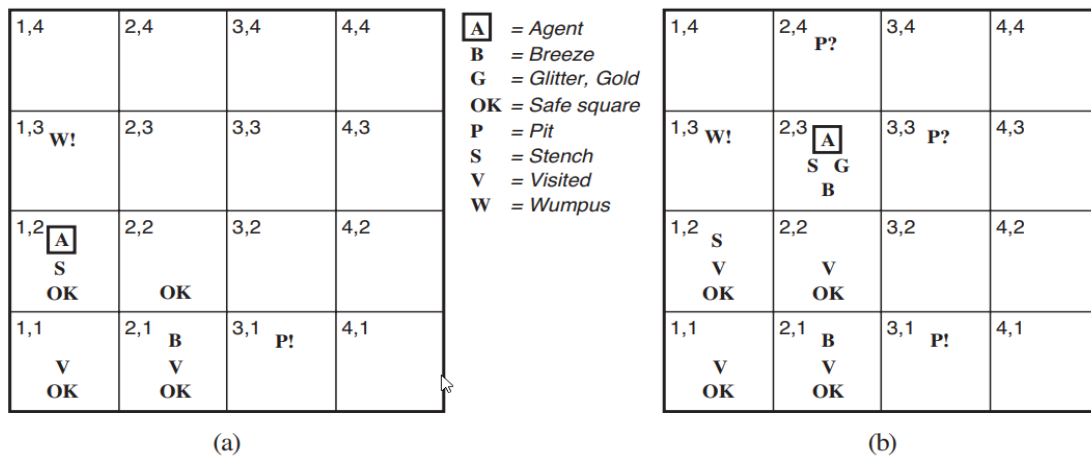 1,4 2,4 3,4 4,4
1,3 W! 2,3 3,3 4,3
1,2 A 2,2 3,2 4,2
S
OK OK
1,1 2,1 B 3,1 P! 4,1
V V
OK OK
(a)
A = Agent
B = Breeze
G = Glitter, Gold
OK = Safe square
P = Pit
S = Stench
V = Visited
W = Wumpus
1,4 2,4 P? 3,4 4,4
1,3 W! 2,3 A 3,3 P? 4,3
S G
B
1,2 S 2,2 3,2 4,2
V V
OK OK
1,1 2,1 B 3,1 P! 4,1
V V
OK OK
(b)